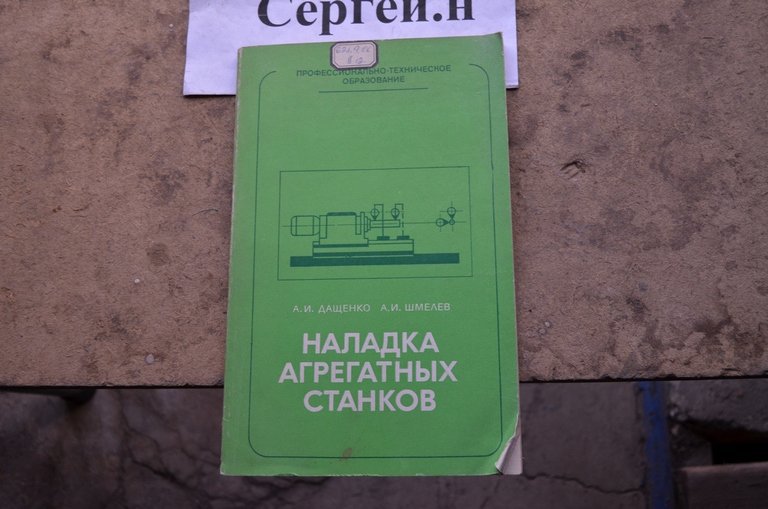 Сергей.н
ПРОФЕССИОНАЛЬНО-ТЕХНИЧЕСКОЕ
ОБРАЗОВАНИЕ
А.И. ДАЩЕНКО А.И. ШМЕЛЕВ
НАЛАДКА
АГРЕГАТНЫХ
СТАНКОВ